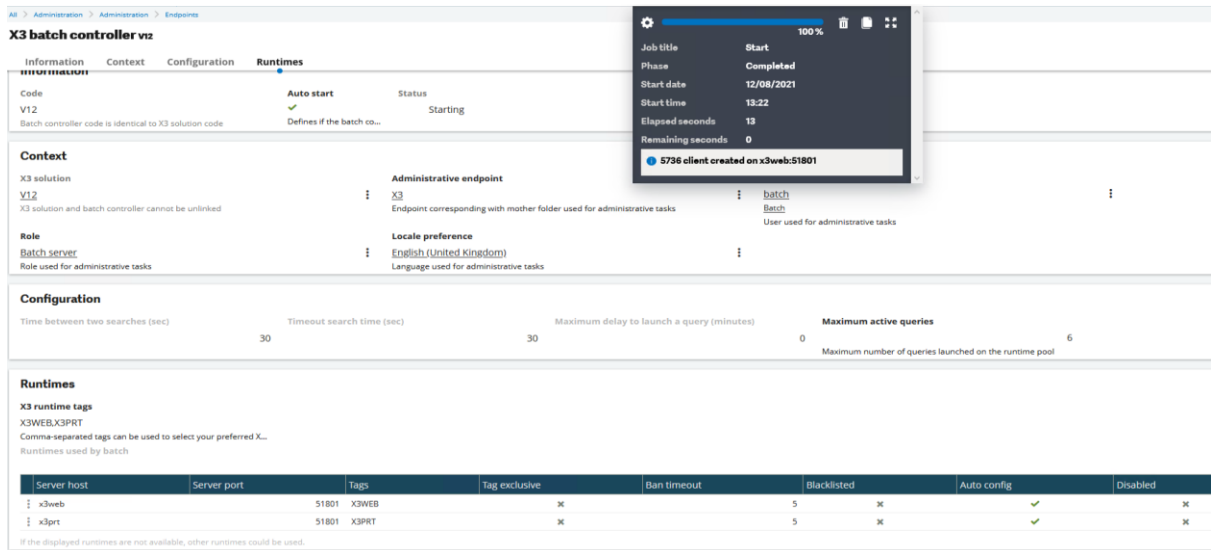 All > Administration > Administration > Endpoints
X3 batch controller V12
Information Context Configuration Runtimes
Information
Code Auto start Status
V12 Starting
Batch controller code is identical to X3 solution code Defines if the batch co...
100 %
Job title Start
Phase Completed
Start date 12/08/2021
Start time 13:22
Elapsed seconds 13
Remaining seconds 0
5736 client created on x3web:51801
Context
X3 solution Administrative endpoint
V12 X3 batch
X3 solution and batch controller cannot be unlinked Endpoint corresponding with mother folder used for administrative tasks Batch
User used for administrative tasks
Role Locale preference
Batch server English (United Kingdom)
Role used for administrative tasks Language used for administrative tasks
Configuration
Time between two searches (sec) Timeout search time (sec) Maximum delay to launch a query (minutes) Maximum active queries
30 30 0 6
Maximum number of queries launched on the runtime pool
Runtimes
X3 runtime tags
X3WEB,X3PRT
Comma-separated tags can be used to select your preferred X...
Runtimes used by batch
Server host Server port Tags Tag exclusive Ban timeout Blacklisted Auto config Disabled
x3web 51801 X3WEB 5
x3prt 51801 X3PRT 5
If the displayed runtimes are not available, other runtimes could be used.